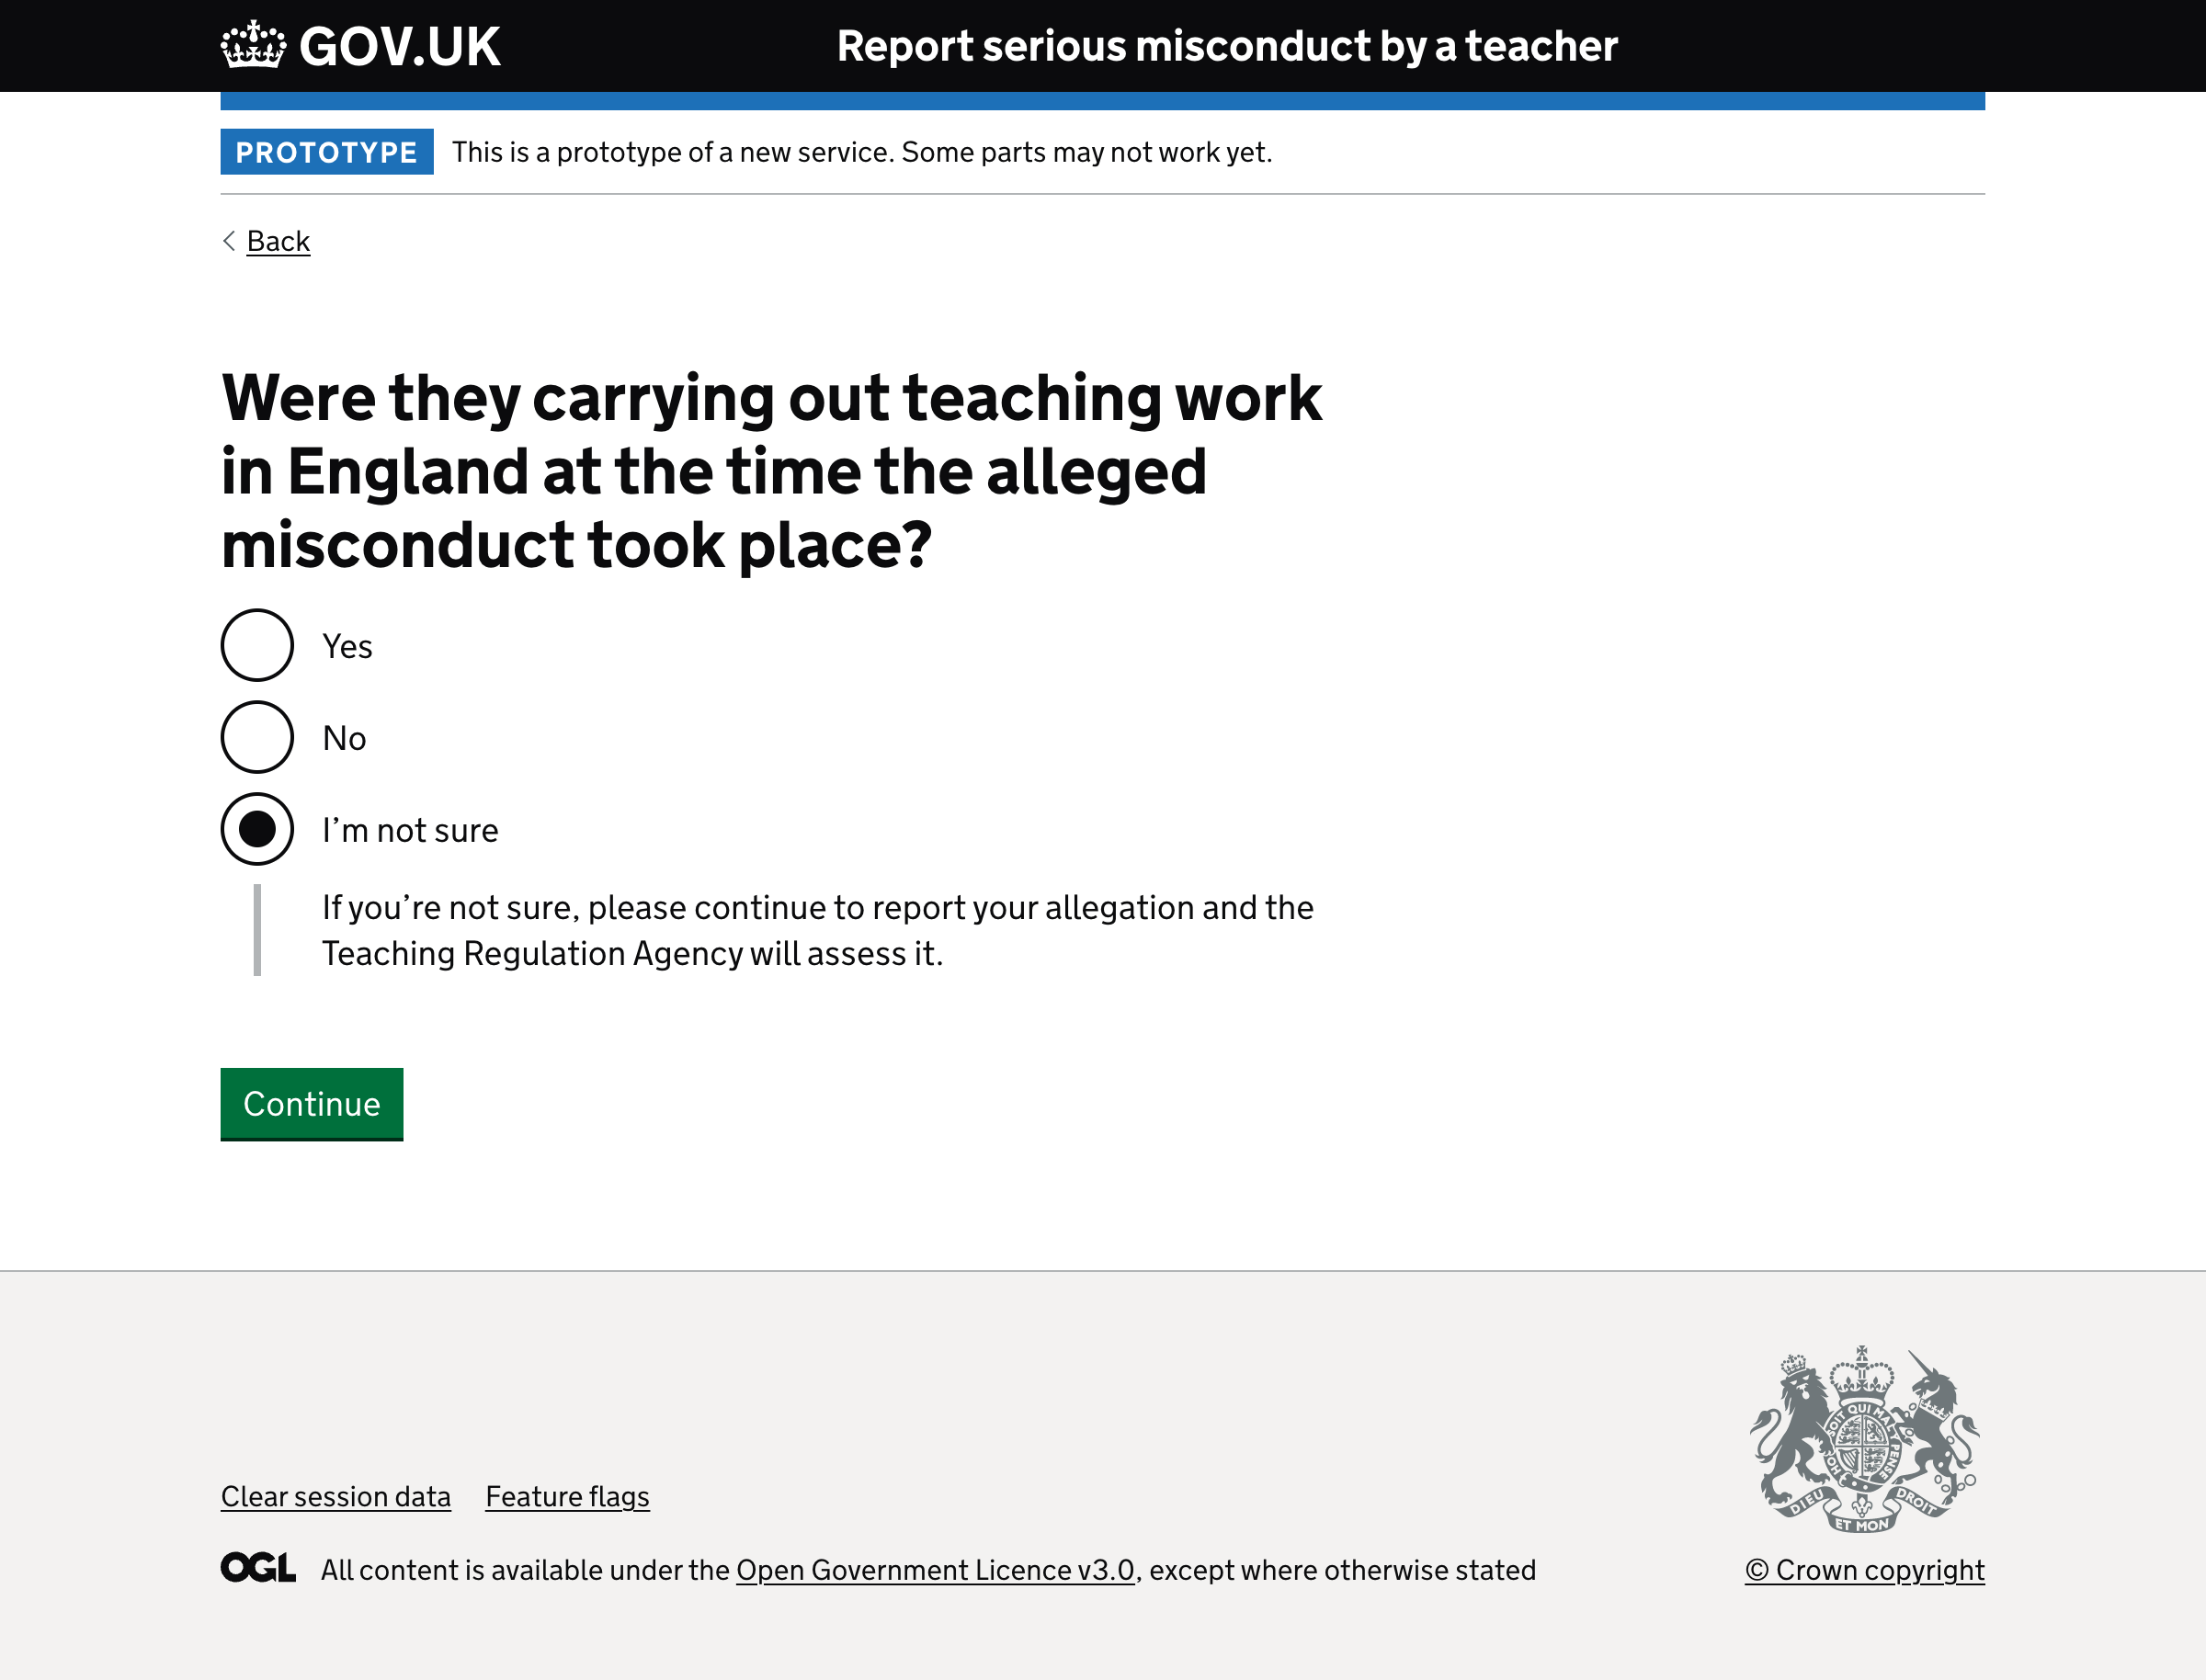 GOV.UK
Report serious misconduct by a teacher
PROTOTYPE This is a prototype of a new service. Some parts may not work yet.
Back
Were they carrying out teaching work
in England at the time the alleged
misconduct took place?
Yes
No
I’m not sure
If you’re not sure, please continue to report your allegation and the
Teaching Regulation Agency will assess it.
Continue
Clear session data Feature flags
SOIT QUI MAL Y PENSE
DIEU ET MON DROIT
OGL All content is available under the Open Government Licence v3.0, except where otherwise stated
© Crown copyright